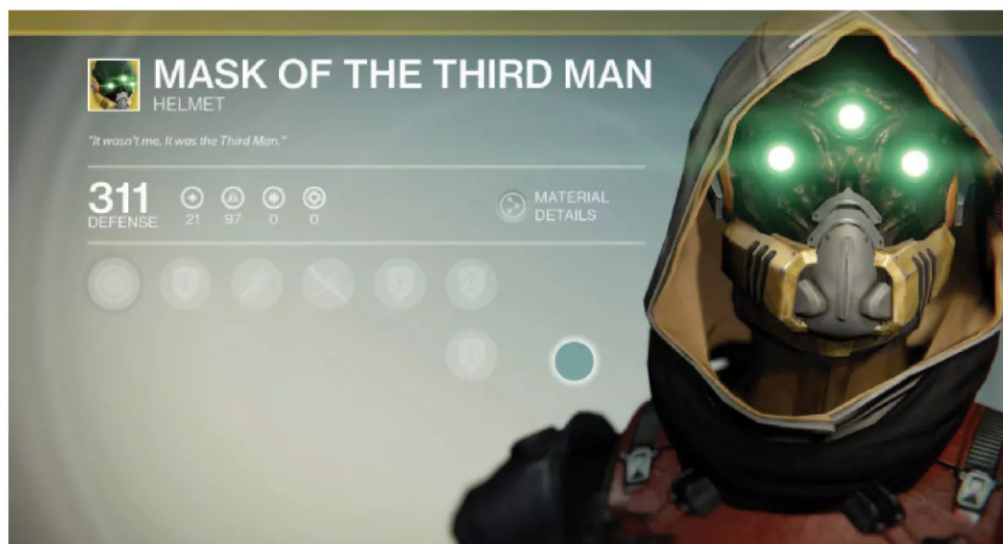 MASK OF THE THIRD MAN
HELMET
"It wasn't me. It was the Third Man."
311
DEFENSE
21 97 0 0
MATERIAL
DETAILS